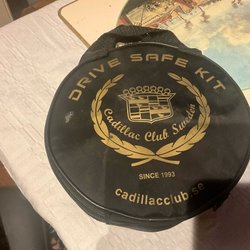 DRIVE SAFE KIT
Cadillac Club Sweden
SINCE 1993
cadillacclub.se